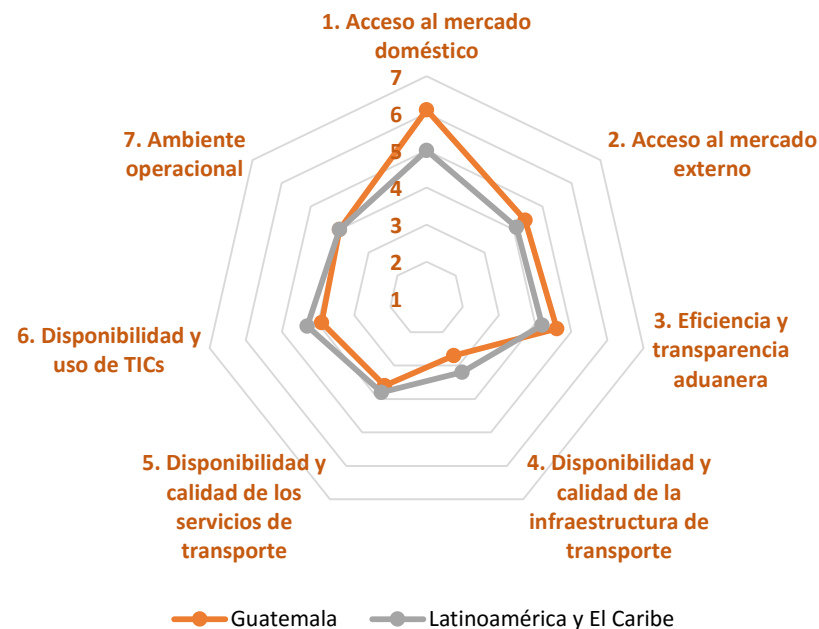 1. Acceso al mercado
doméstico
7
6
5
4
3
2
1
7. Ambiente
operacional
2. Acceso al mercado
externo
6. Disponibilidad y
uso de TICs
3. Eficiencia y
transparencia
aduanera
5. Disponibilidad y
calidad de los
servicios de
transporte
4. Disponibilidad y
calidad de la
infraestructura de
transporte
Guatemala
Latinoamérica y El Caribe